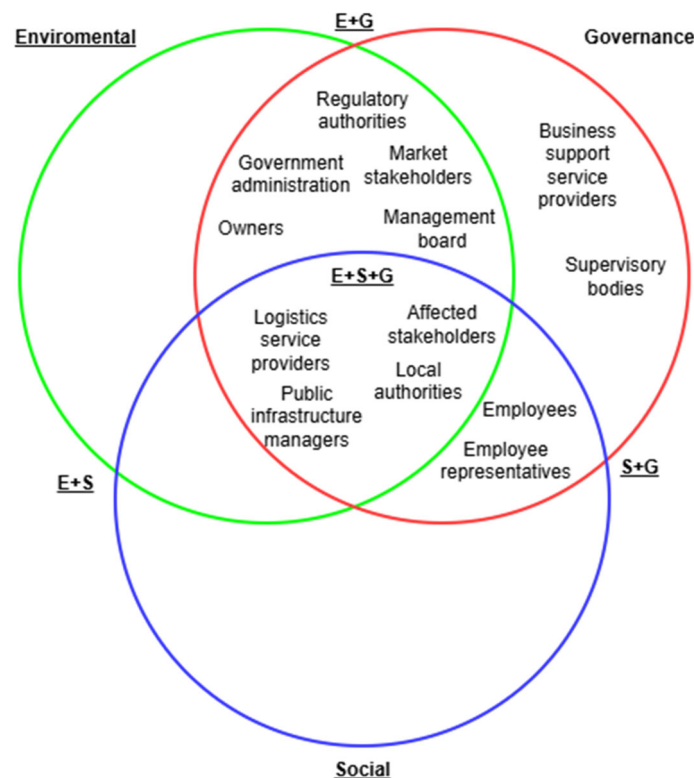 E+G
Enviromental
Governance
Regulatory
authorities
Business
support
service
providers
Government
administration
Market
stakeholders
Owners
Management
board
Supervisory
bodies
E+S+G
Logistics
service
providers
Affected
stakeholders
Local
authorities
Public
infrastructure
managers
Employees
Employee
representatives
E+S
S+G
Social